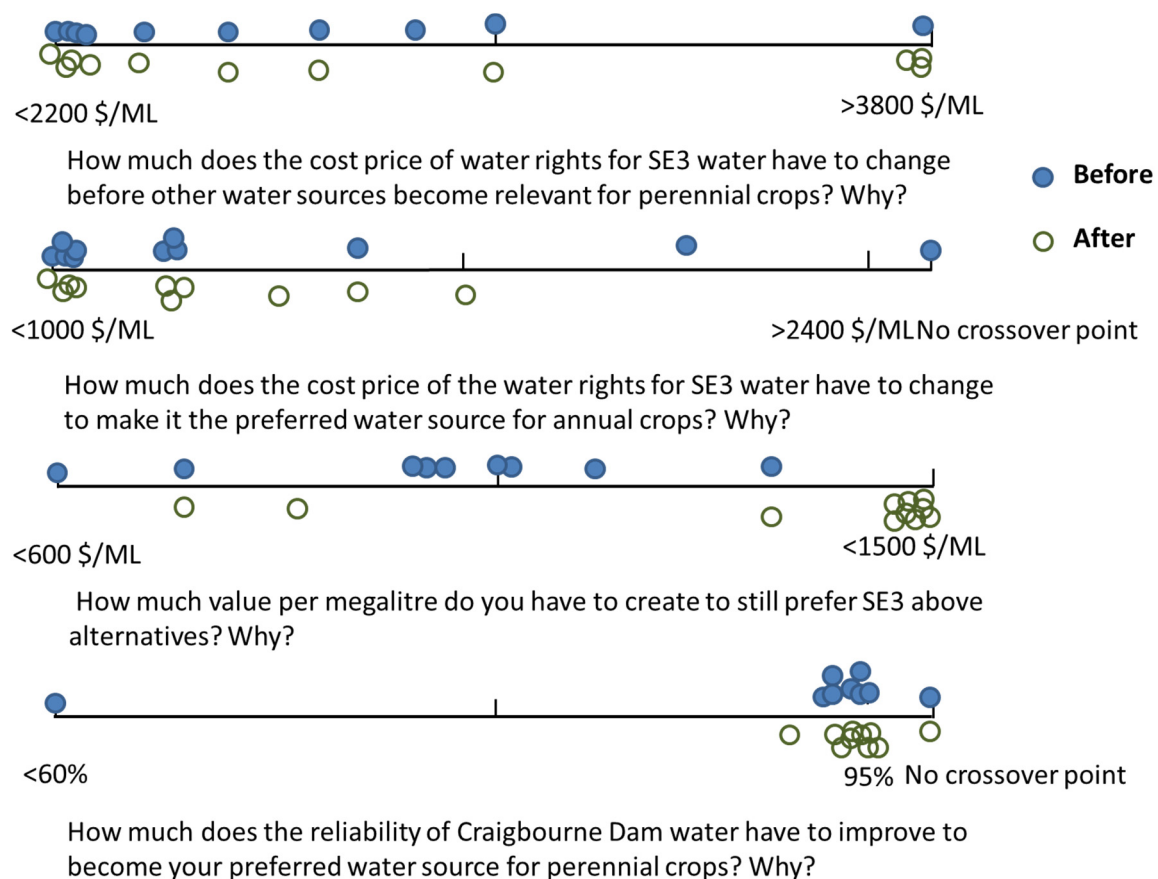 <2200 $/ML
>3800 $/ML
How much does the cost price of water rights for SE3 water have to change
before other water sources become relevant for perennial crops? Why?
Before
After
<1000 $/ML
>2400 $/ML No crossover point
How much does the cost price of the water rights for SE3 water have to change
to make it the preferred water source for annual crops? Why?
<600 $/ML
<1500 $/ML
How much value per megalitre do you have to create to still prefer SE3 above
alternatives? Why?
<60%
95% No crossover point
How much does the reliability of Craigbourne Dam water have to improve to
become your preferred water source for perennial crops? Why?